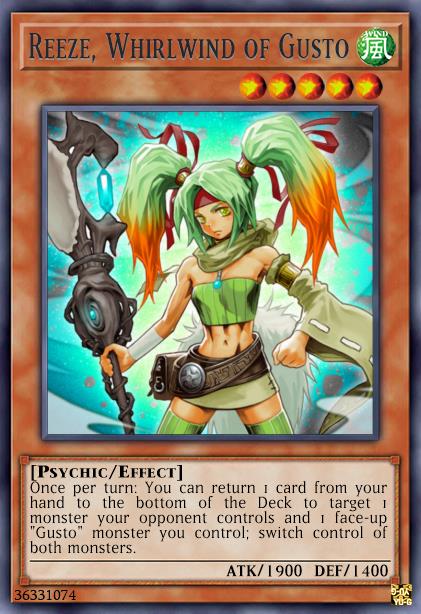 REEZE, WHIRLWIND OF GUSTO
WIND
風
[PSYCHIC/EFFECT]
Once per turn: You can return 1 card from your
hand to the bottom of the Deck to target 1
monster your opponent controls and 1 face-up
"Gusto" monster you control; switch control of
both monsters.
ATK/1900 DEF/1400
36331074